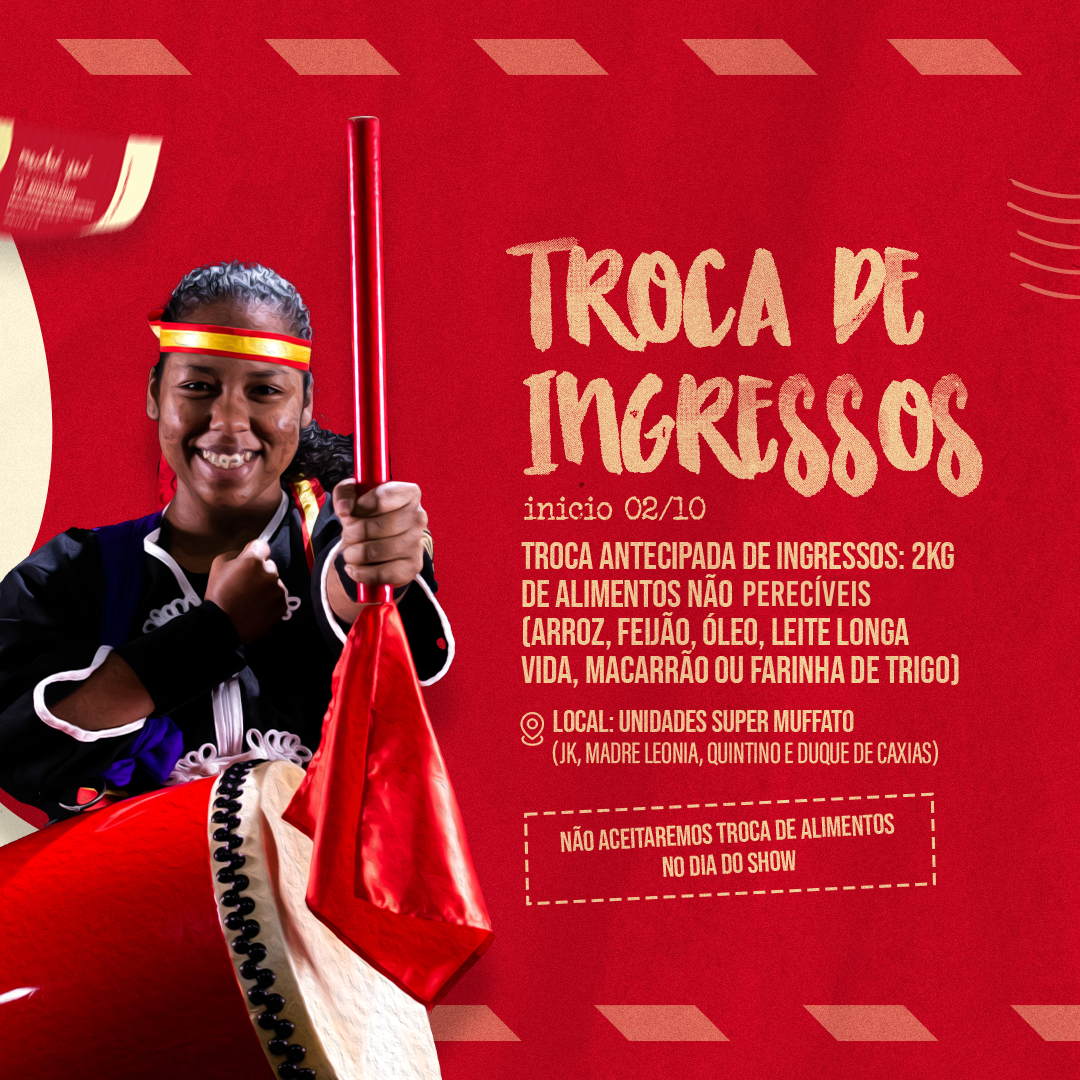 TROCA DE
INGRESSOS
início 02/10
TROCA ANTECIPADA DE INGRESSOS: 2KG
DE ALIMENTOS NÃO PERECÍVEIS
(ARROZ, FEIJÃO, ÓLEO, LEITE LONGA
VIDA, MACARRÃO OU FARINHA DE TRIGO)
LOCAL: UNIDADES SUPER MUFFATO
(JK, MADRE LEONIA, QUINTINO E DUQUE DE CAXIAS)
NÃO ACEITAREMOS TROCA DE ALIMENTOS
NO DIA DO SHOW